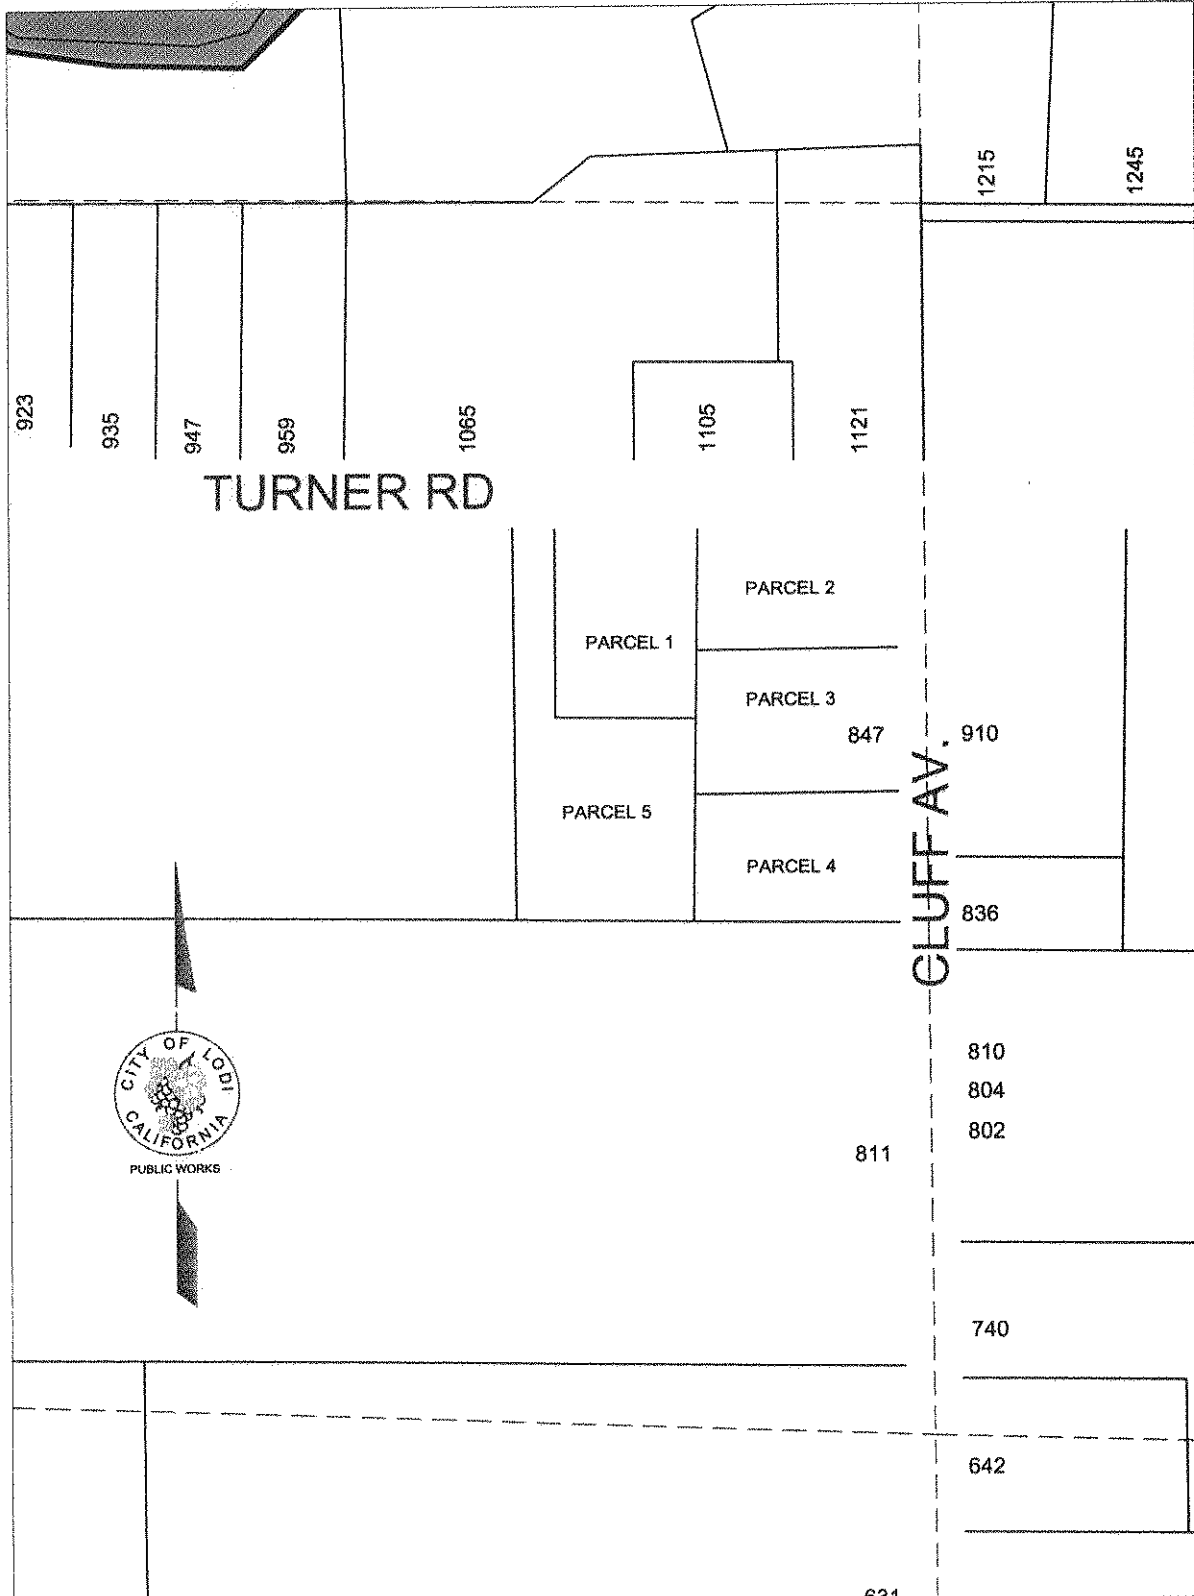 1215
1245
923
935
947
959
1065
1105
1121
TURNER RD
PARCEL 2
PARCEL 1
PARCEL 3
847
910
CLUFF AV.
PARCEL 5
PARCEL 4
836
CITY OF LODI
CALIFORNIA
PUBLIC WORKS
810
804
802
811
740
642
631